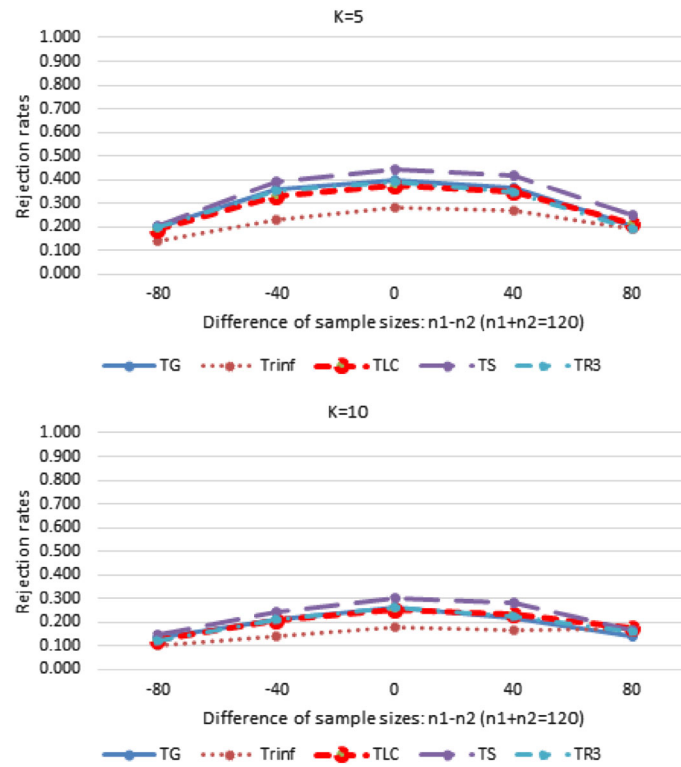 K=5
1.000
0.900
0.800
0.700
0.600
0.500
0.400
0.300
0.200
0.100
0.000
Rejection rates
-80 -40 0 40 80
Difference of sample sizes: n1-n2 (n1+n2=120)
TG Trinf TLC TS TR3
K=10
1.000
0.900
0.800
0.700
0.600
0.500
0.400
0.300
0.200
0.100
0.000
Rejection rates
-80 -40 0 40 80
Difference of sample sizes: n1-n2 (n1+n2=120)
TG Trinf TLC TS TR3